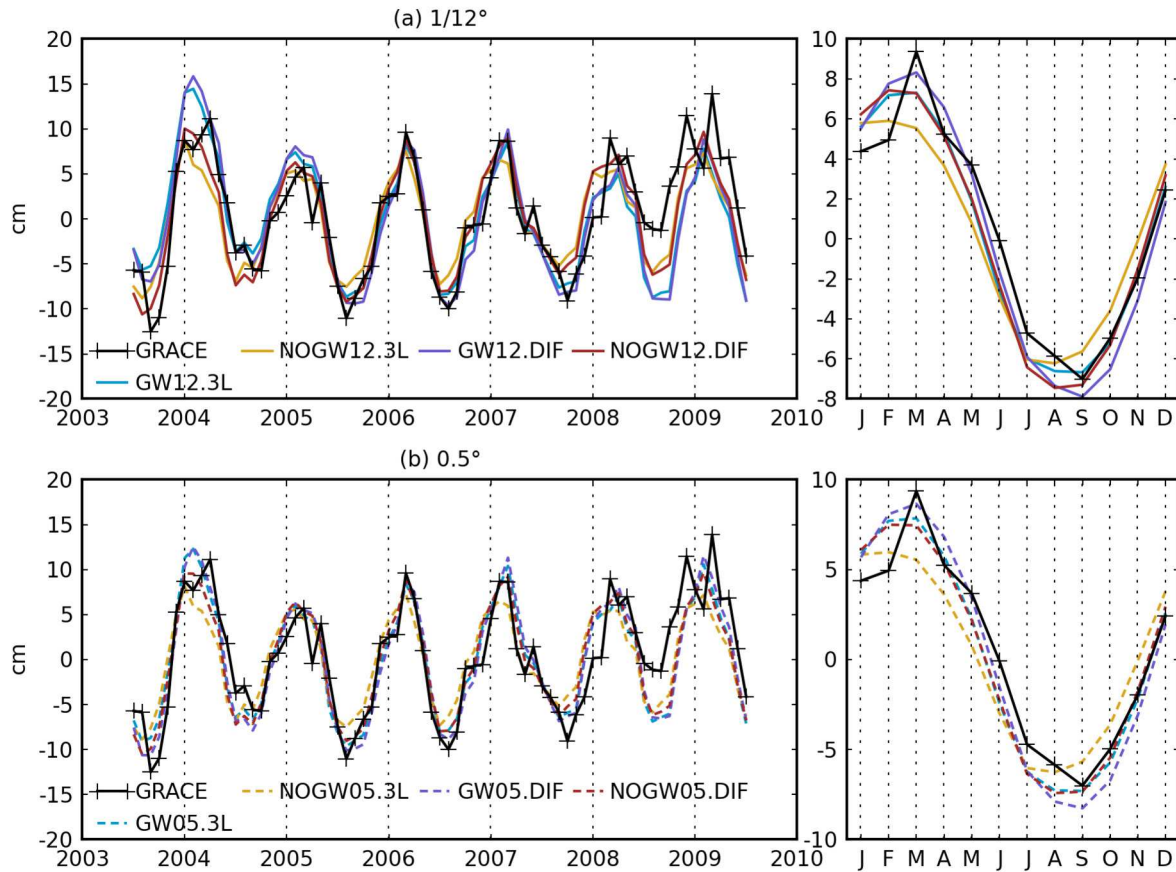 (a) 1/12°
20
15
10
5
0
-5
-10
-15
-20
cm
GRACE NOGW12.3L GW12.DIF NOGW12.DIF
GW12.3L
2003 2004 2005 2006 2007 2008 2009 2010
10
8
6
4
2
0
-2
-4
-6
-8
J F M A M J J A S O N D
(b) 0.5°
20
15
10
5
0
-5
-10
-15
-20
cm
GRACE NOGW05.3L GW05.DIF NOGW05.DIF
GW05.3L
2003 2004 2005 2006 2007 2008 2009 2010
10
5
0
-5
-10
J F M A M J J A S O N D